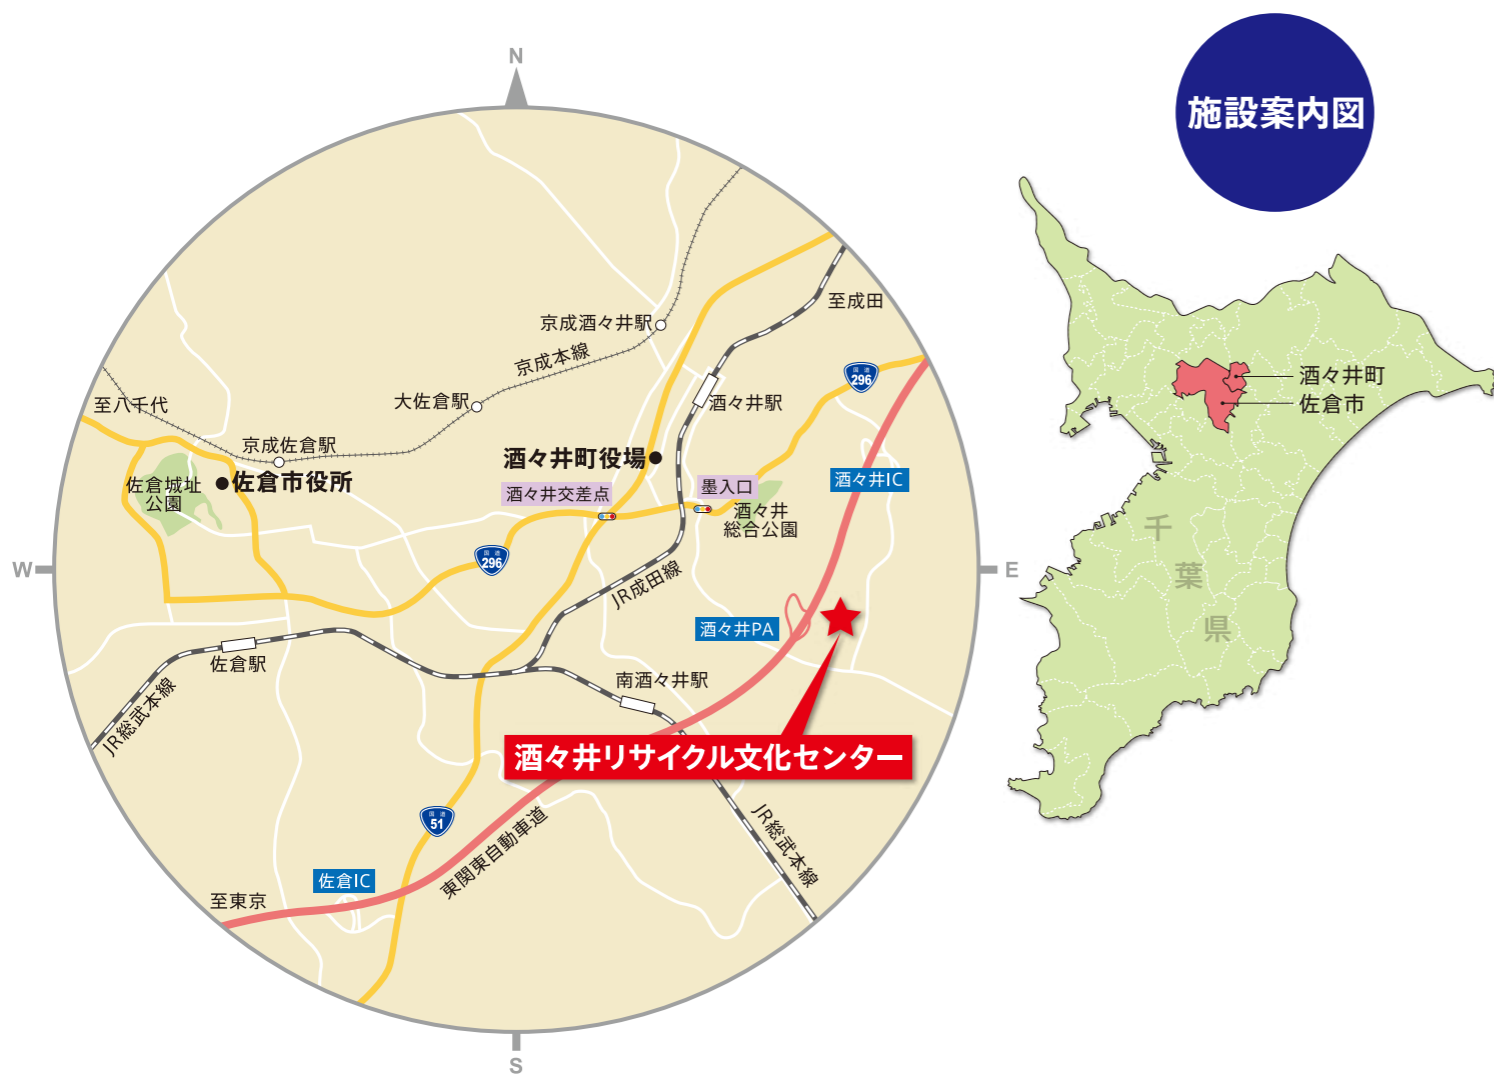 施設案内図
N
W
E
S
至成田
京成酒々井駅
京成本線
国道
296
大佐倉駅
酒々井駅
至八千代
京成佐倉駅
酒々井町役場
佐倉市役所
佐倉城址
公園
酒々井交差点
墨入口
酒々井IC
酒々井
総合公園
国道
296
JR成田線
酒々井PA
佐倉駅
南酒々井駅
JR総武本線
酒々井リサイクル文化センター
国道
51
東関東自動車道
JR総武本線
佐倉IC
至東京
酒々井町
佐倉市
千
葉
県